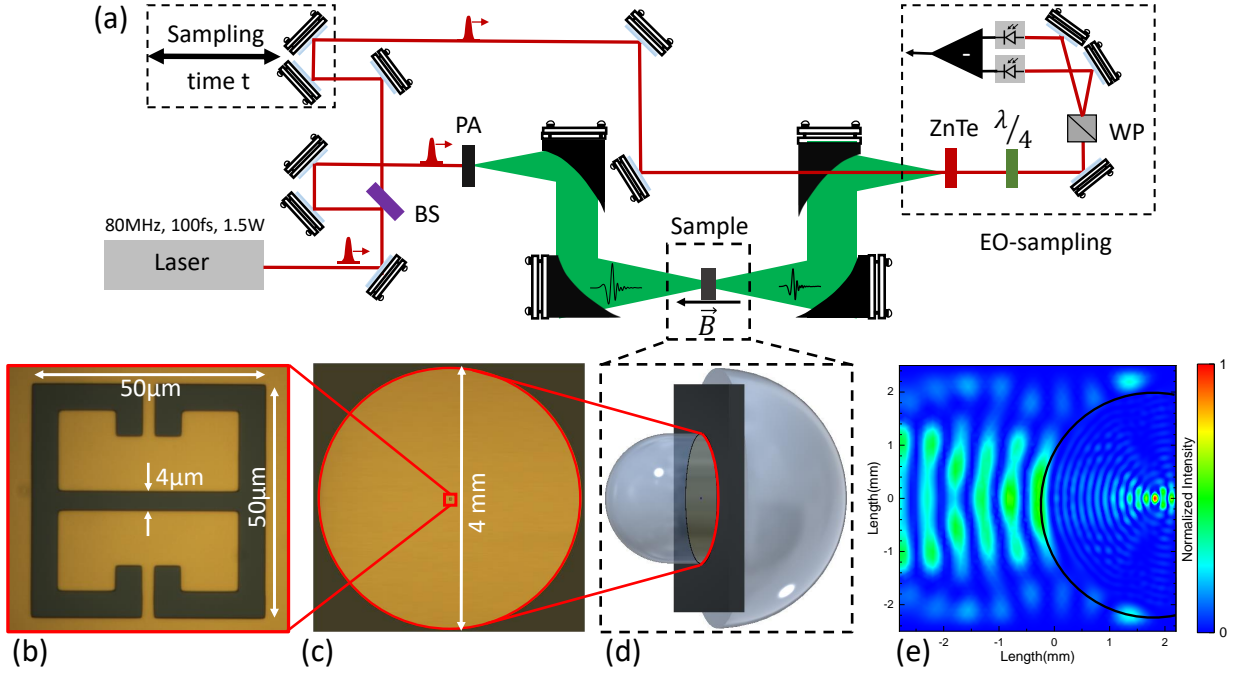 (a)
Sampling
time t
PA
BS
80MHz, 100fs, 1.5W
Laser
Sample
B
-
ZnTe
λ/4
WP
EO-sampling
50μm
4μm
50μm
(b)
4 mm
(c)
(d)
2
1
0
-1
-2
Length(mm)
-2
-1
0
1
2
Length(mm)
1
0
Normalized Intensity
(e)